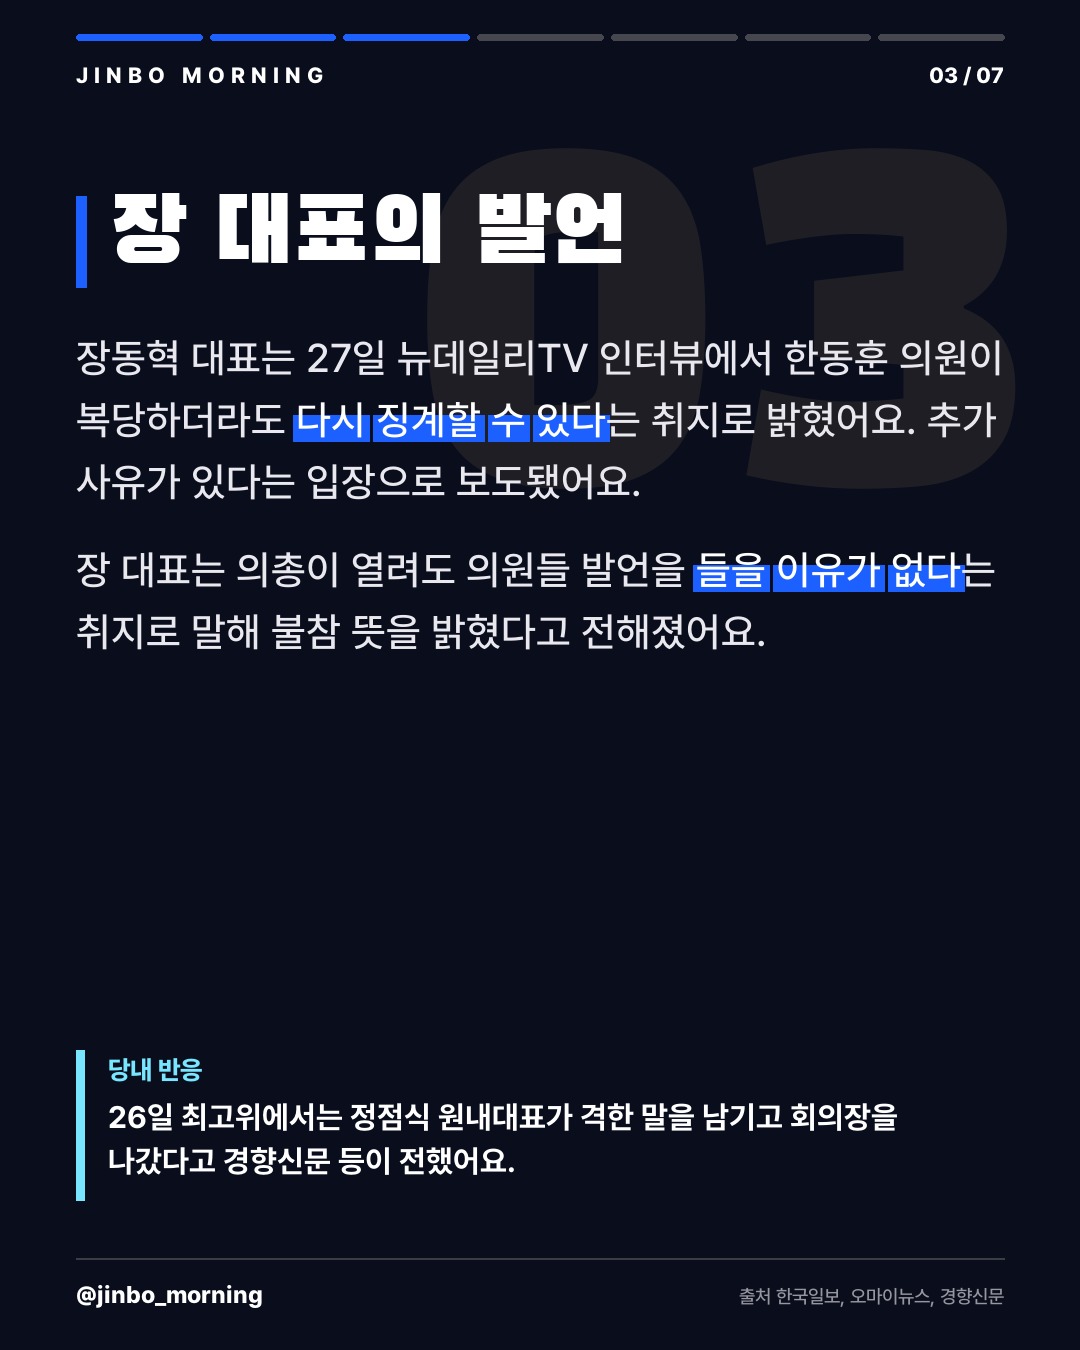 JINBO MORNING
03 / 07
03
장 대표의 발언
장동혁 대표는 27일 뉴데일리TV 인터뷰에서 한동훈 의원이
복당하더라도 다시 징계할 수 있다는 취지로 밝혔어요. 추가
사유가 있다는 입장으로 보도됐어요.
장 대표는 의총이 열려도 의원들 발언을 들을 이유가 없다는
취지로 말해 불참 뜻을 밝혔다고 전해졌어요.
당내 반응
26일 최고위에서는 정점식 원내대표가 격한 말을 남기고 회의장을
나갔다고 경향신문 등이 전했어요.
@jinbo_morning
출처 한국일보, 오마이뉴스, 경향신문